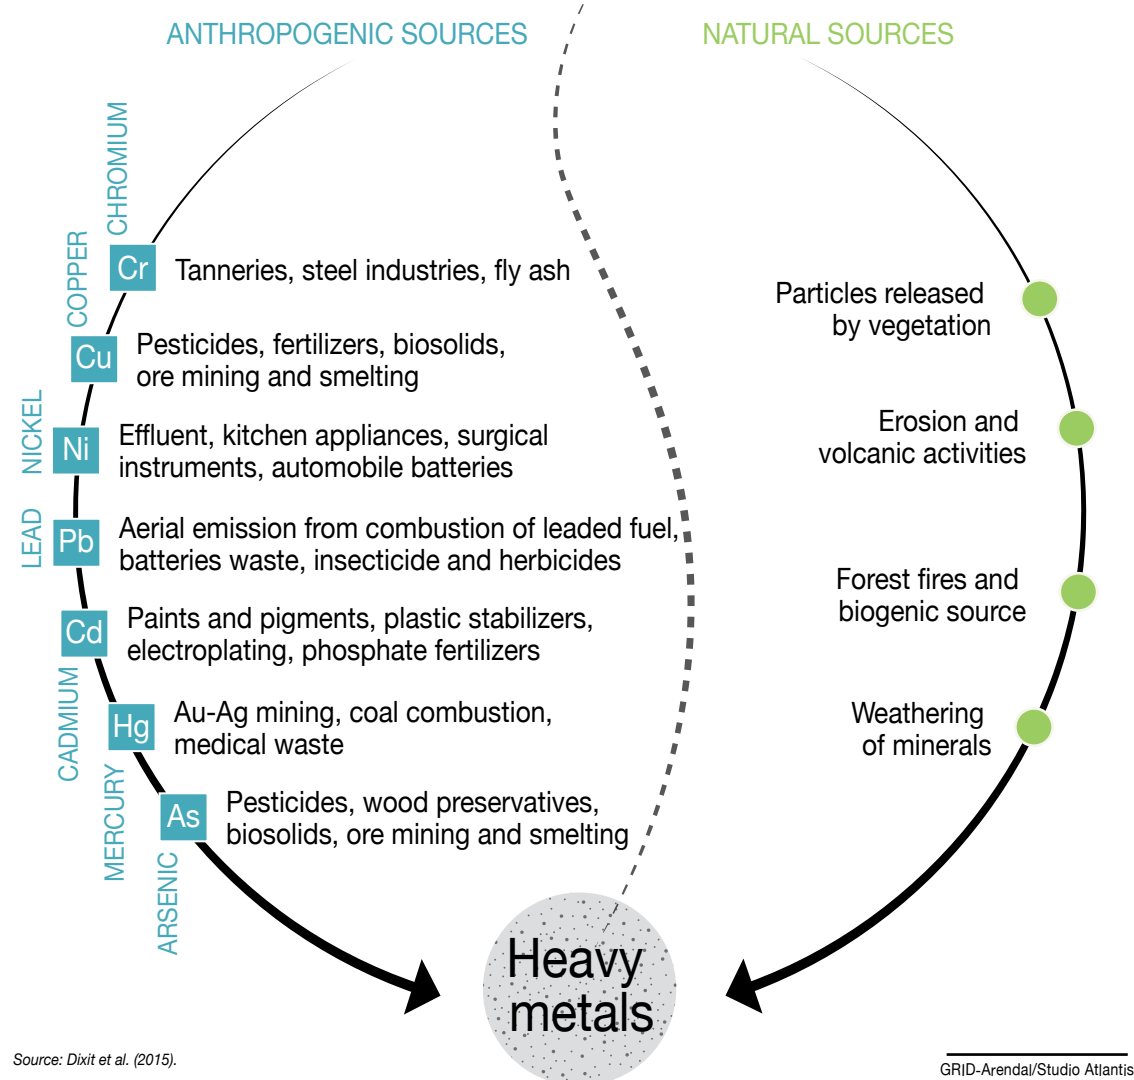 ANTHROPOGENIC SOURCES
NATURAL SOURCES
CHROMIUM
Cr
Tanneries, steel industries, fly ash
COPPER
Cu
Pesticides, fertilizers, biosolids,
ore mining and smelting
NICKEL
Ni
Effluent, kitchen appliances, surgical
instruments, automobile batteries
LEAD
Pb
Aerial emission from combustion of leaded fuel,
batteries waste, insecticide and herbicides
CADMIUM
Cd
Paints and pigments, plastic stabilizers,
electroplating, phosphate fertilizers
MERCURY
Hg
Au-Ag mining, coal combustion,
medical waste
ARSENIC
As
Pesticides, wood preservatives,
biosolids, ore mining and smelting
Particles released
by vegetation
Erosion and
volcanic activities
Forest fires and
biogenic source
Weathering
of minerals
Heavy
metals
Source: Dixit et al. (2015).
GRID-Arendal/Studio Atlantis